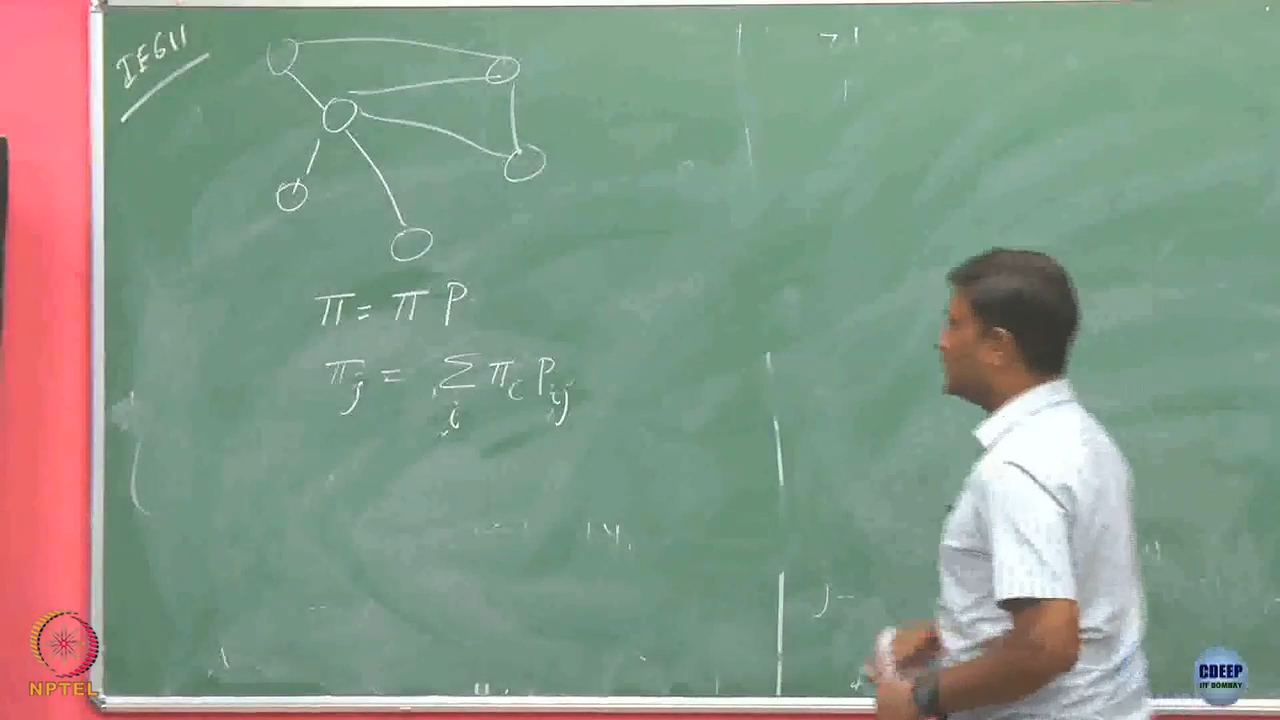 IE611
π = π P
π_j = Σ_i π_i P_ij
NPTEL
CDEEP
IIT BOMBAY